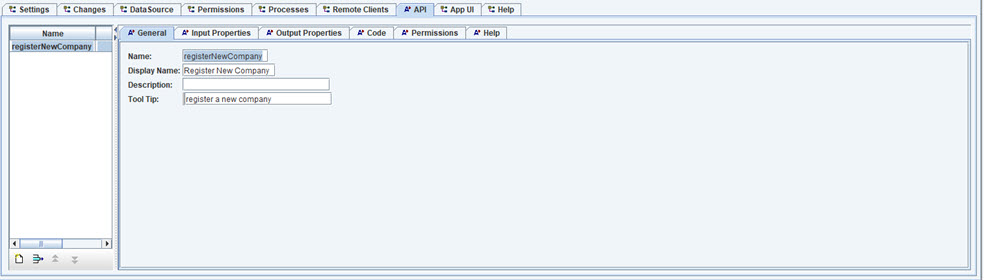 Settings Changes DataSource Permissions Processes Remote Clients API App UI Help
Name
registerNewCompany
General Input Properties Output Properties Code Permissions Help
Name: registerNewCompany
Display Name: Register New Company
Description:
Tool Tip: register a new company